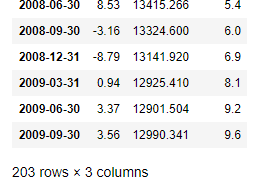 2008-06-30 8.53 13415.266 5.4
2008-09-30 -3.16 13324.600 6.0
2008-12-31 -8.79 13141.920 6.9
2009-03-31 0.94 12925.410 8.1
2009-06-30 3.37 12901.504 9.2
2009-09-30 3.56 12990.341 9.6
203 rows × 3 columns